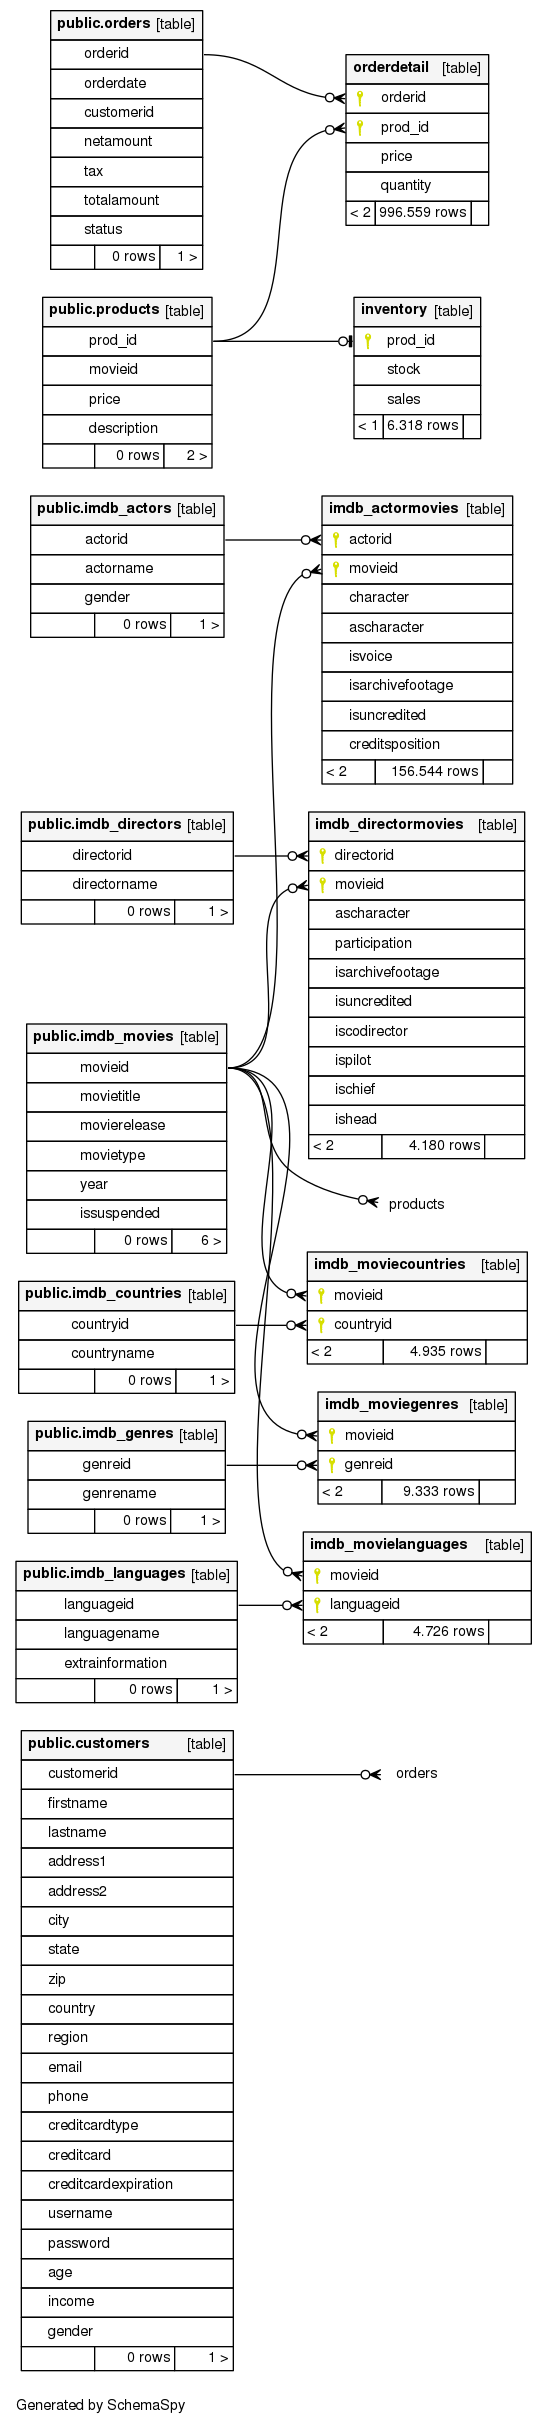 public.orders [table]
orderid
orderdate
customerid
netamount
tax
totalamount
status
0 rows 1 >
orderdetail [table]
orderid
prod_id
price
quantity
< 2 996.559 rows
public.products [table]
prod_id
movieid
price
description
0 rows 2 >
inventory [table]
prod_id
stock
sales
< 1 6.318 rows
public.imdb_actors [table]
actorid
actorname
gender
0 rows 1 >
imdb_actormovies [table]
actorid
movieid
character
ascharacter
isvoice
isarchivefootage
isuncredited
creditsposition
< 2 156.544 rows
public.imdb_directors [table]
directorid
directorname
0 rows 1 >
imdb_directormovies [table]
directorid
movieid
ascharacter
participation
isarchivefootage
isuncredited
iscodirector
ispilot
ischief
ishead
< 2 4.180 rows
public.imdb_movies [table]
movieid
movietitle
movierelease
movietype
year
issuspended
0 rows 6 >
products
public.imdb_countries [table]
countryid
countryname
0 rows 1 >
imdb_moviecountries [table]
movieid
countryid
< 2 4.935 rows
public.imdb_genres [table]
genreid
genrename
0 rows 1 >
imdb_moviegenres [table]
movieid
genreid
< 2 9.333 rows
public.imdb_languages [table]
languageid
languagename
extrainformation
0 rows 1 >
imdb_movielanguages [table]
movieid
languageid
< 2 4.726 rows
public.customers [table]
customerid
firstname
lastname
address1
address2
city
state
zip
country
region
email
phone
creditcardtype
creditcard
creditcardexpiration
username
password
age
income
gender
0 rows 1 >
orders
Generated by SchemaSpy